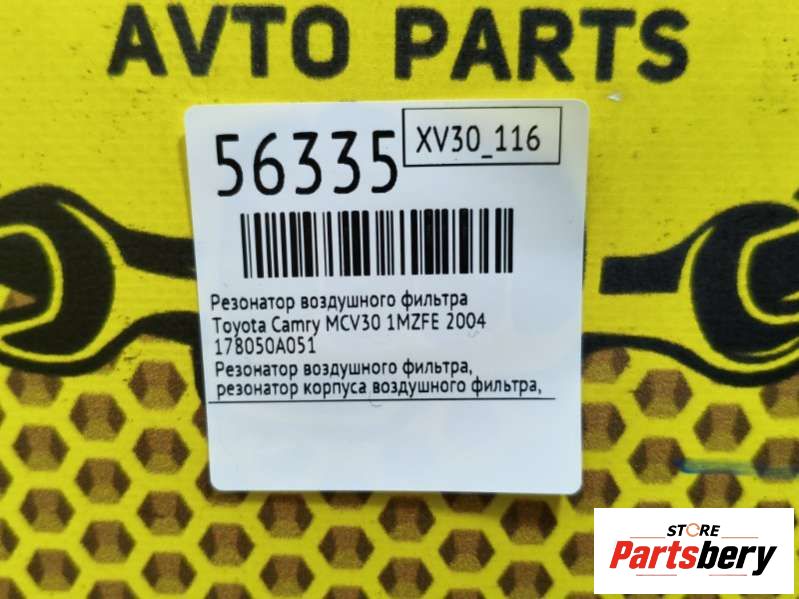 AVTO PARTS
56335
XV30_116
Резонатор воздушного фильтра
Toyota Camry MCV30 1MZFE 2004
178050A051
Резонатор воздушного фильтра,
резонатор корпуса воздушного фильтра,
STORE
Partsbery